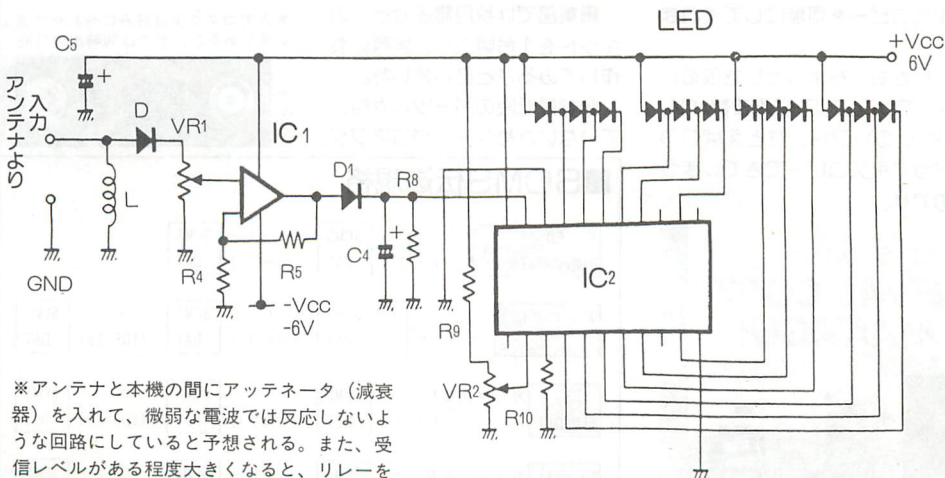 LED
+Vcc
6V
C5
+
アンテナより
入力
D
VR1
IC1
D1
R8
+
C4
L
R4
R5
-Vcc
-6V
GND
R9
IC2
VR2
R10
※アンテナと本機の間にアッテネータ（減衰
器）を入れて、微弱な電波では反応しないよ
うな回路にしていると予想される。また、受
信レベルがある程度大きくなると、リレーを